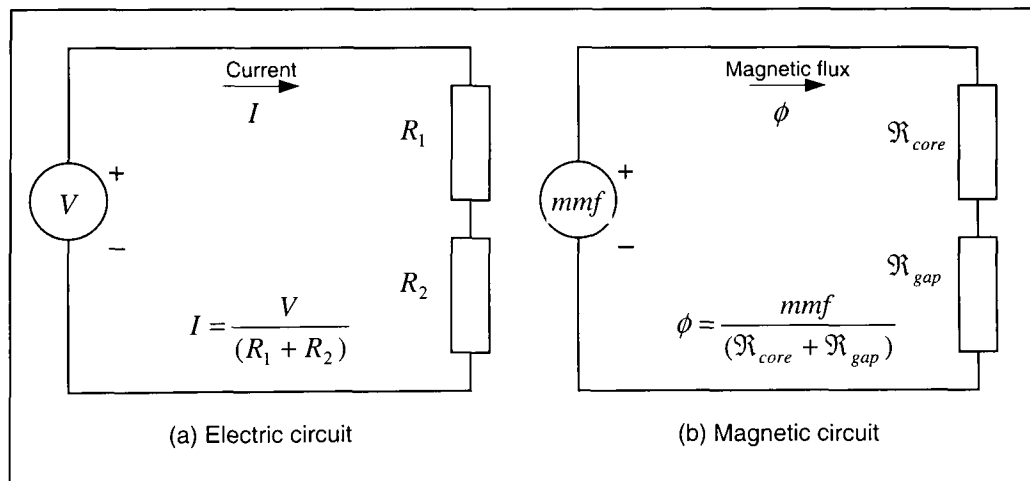 Current
I
R₁
V
+
−
R₂
I = V / (R₁ + R₂)
(a) Electric circuit
Magnetic flux
ϕ
ℜcore
mmf
+
−
ℜgap
ϕ = mmf / (ℜcore + ℜgap)
(b) Magnetic circuit